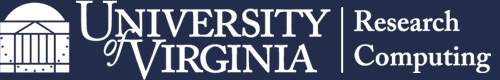 UNIVERSITY
of VIRGINIA
Research
Computing